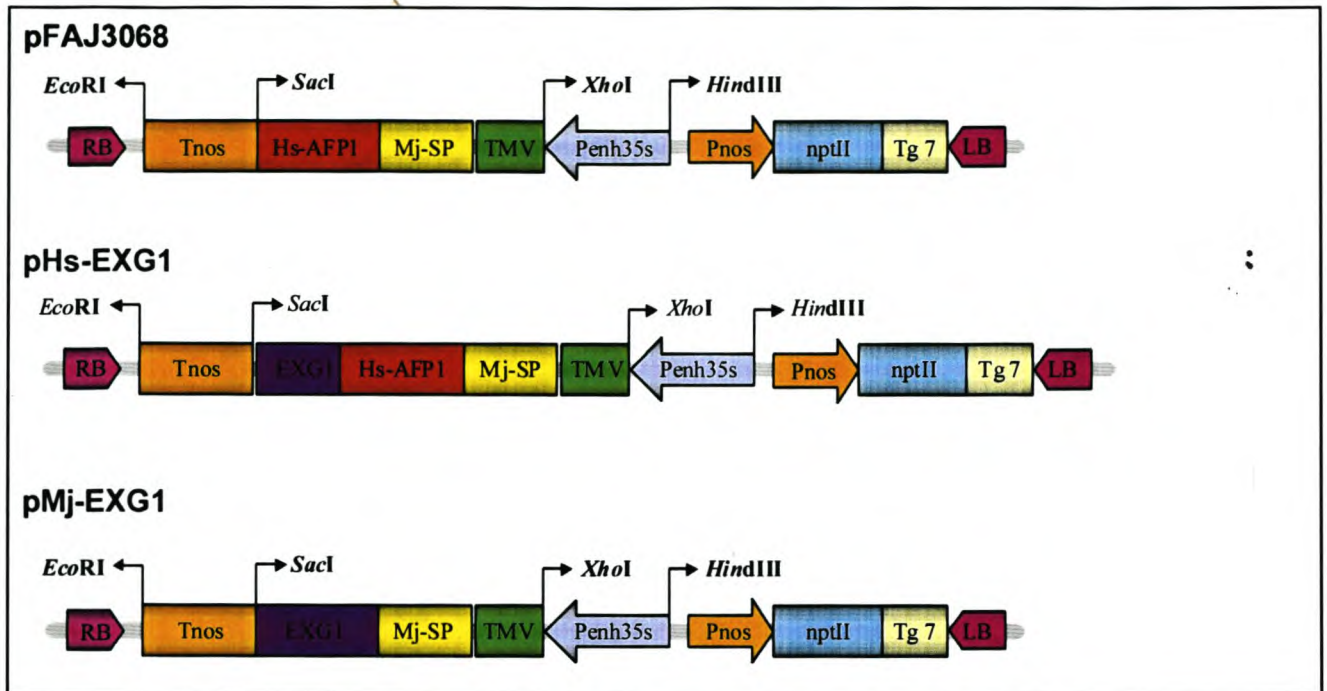 pFAJ3068
EcoRI SacI XhoI HindIII
RB Tnos Hs-AFP1 Mj-SP TMV Penh35s Pnos nptII Tg 7 LB
pHs-EXG1
EcoRI SacI XhoI HindIII
RB Tnos EXG1 Hs-AFP1 Mj-SP TMV Penh35s Pnos nptII Tg 7 LB
pMj-EXG1
EcoRI SacI XhoI HindIII
RB Tnos EXG1 Mj-SP TMV Penh35s Pnos nptII Tg 7 LB